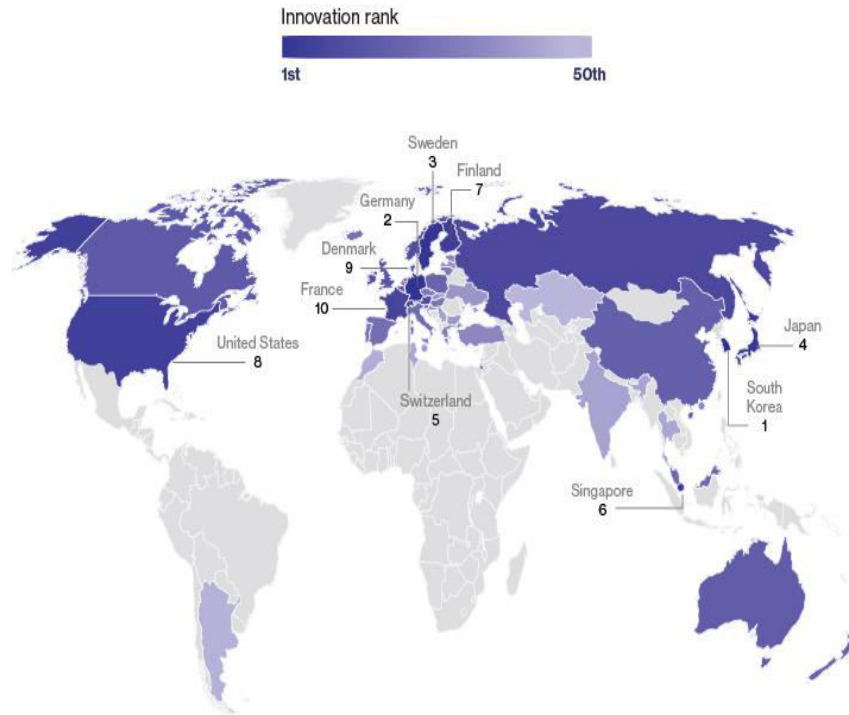 Innovation rank
1st
50th
Sweden
3
Finland
7
Germany
2
Denmark
9
France
10
United States
8
Switzerland
5
Japan
4
South
Korea
1
Singapore
6